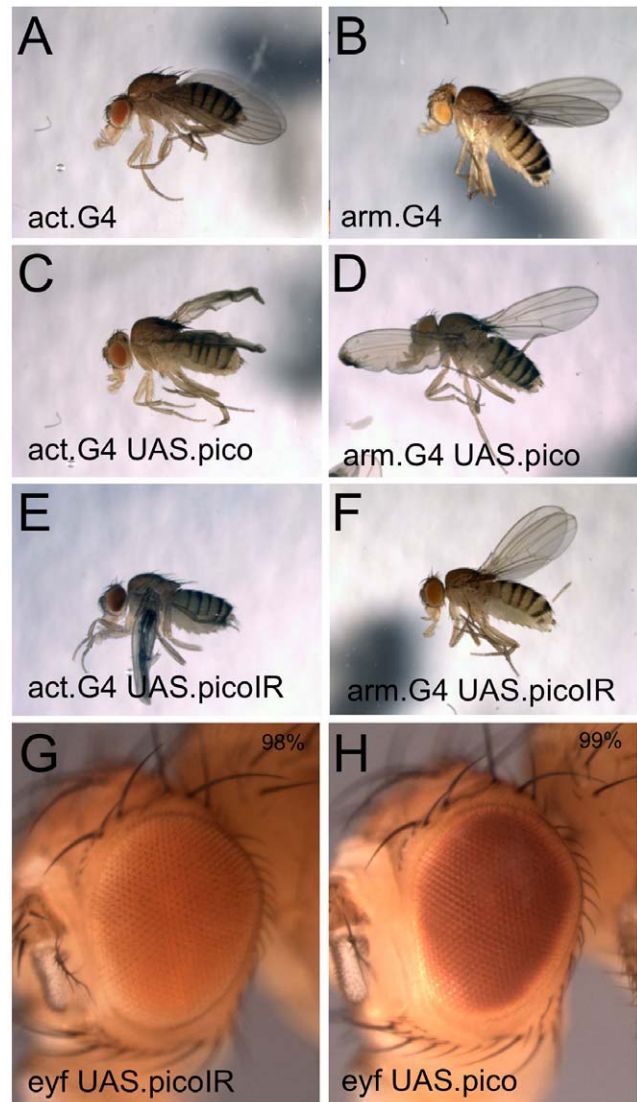 A
act.G4
B
arm.G4
C
act.G4 UAS.pico
D
arm.G4 UAS.pico
E
act.G4 UAS.picoIR
F
arm.G4 UAS.picoIR
G
98%
eyf UAS.picoIR
H
99%
eyf UAS.pico